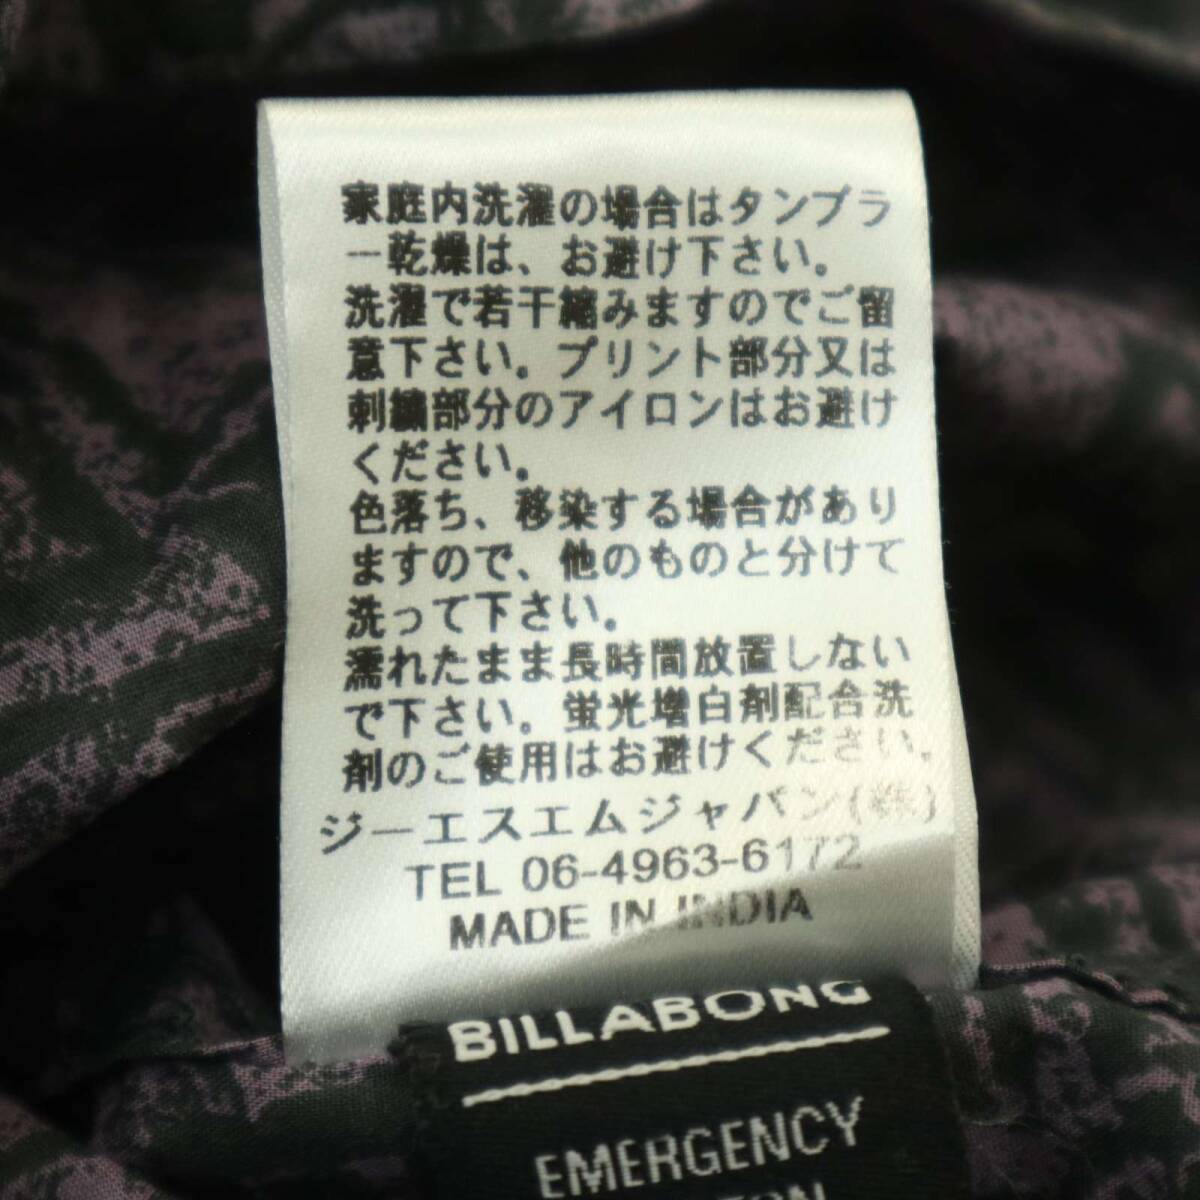 家庭内洗濯の場合はタンブラ
ー乾燥は、お避け下さい。
洗濯で若干縮みますのでご留
意下さい。プリント部分又は
刺繍部分のアイロンはお避け
ください。
色落ち、移染する場合があり
ますので、他のものと分けて
洗って下さい。
濡れたまま長時間放置しない
で下さい。蛍光増白剤配合洗
剤のご使用はお避けください。
ジーエスエムジャパン(株)
TEL 06-4963-6172
MADE IN INDIA
BILLABONG
EMERGENCY